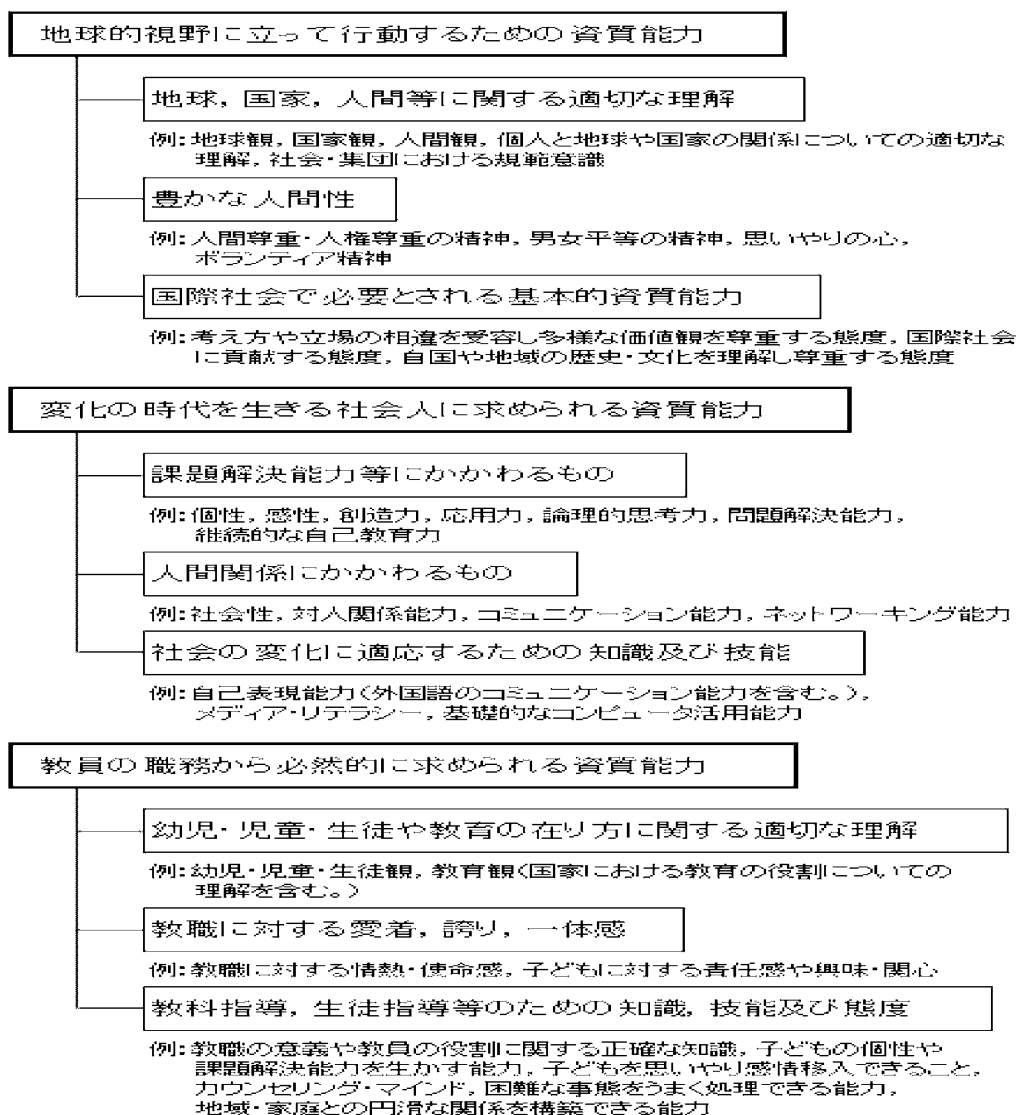 地球的視野に立って行動するための資質能力
地球，国家，人間等に関する適切な理解
例：地球観，国家観，人間観，個人と地球や国家の関係についての適切な
理解，社会・集団における規範意識
豊かな人間性
例：人間尊重・人権尊重の精神，男女平等の精神，思いやりの心，
ボランティア精神
国際社会で必要とされる基本的資質能力
例：考え方や立場の相違を受容し多様な価値観を尊重する態度，国際社会
に貢献する態度，自国や地域の歴史・文化を理解し尊重する態度
変化の時代を生きる社会人に求められる資質能力
課題解決能力等にかかわるもの
例：個性，感性，創造力，応用力，論理的思考力，問題解決能力，
継続的な自己教育力
人間関係にかかわるもの
例：社会性，対人関係能力，コミュニケーション能力，ネットワーキング能力
社会の変化に適応するための知識及び技能
例：自己表現能力（外国語のコミュニケーション能力を含む。），
メディア・リテラシー，基礎的なコンピュータ活用能力
教員の職務から必然的に求められる資質能力
幼児・児童・生徒や教育の在り方に関する適切な理解
例：幼児・児童・生徒観，教育観（国家における教育の役割についての
理解を含む。）
教職に対する愛着，誇り，一体感
例：教職に対する情熱・使命感，子どもに対する責任感や興味・関心
教科指導，生徒指導等のための知識，技能及び態度
例：教職の意義や教員の役割に関する正確な知識，子どもの個性や
課題解決能力を生かす能力，子どもを思いやり感情移入できること，
カウンセリング・マインド，困難な事態をうまく処理できる能力，
地域・家庭との円滑な関係を構築できる能力